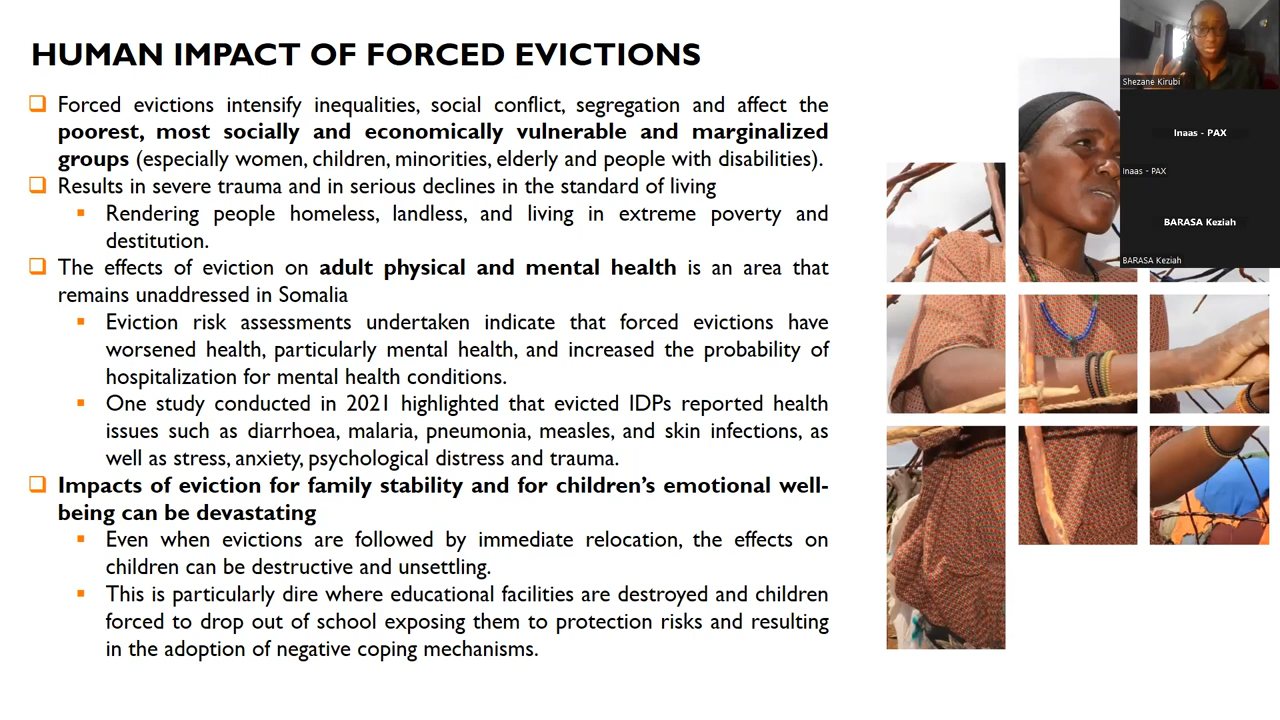 HUMAN IMPACT OF FORCED EVICTIONS
Forced evictions intensify inequalities, social conflict, segregation and affect the
poorest, most socially and economically vulnerable and marginalized
groups (especially women, children, minorities, elderly and people with disabilities).
Results in severe trauma and in serious declines in the standard of living
Rendering people homeless, landless, and living in extreme poverty and
destitution.
The effects of eviction on adult physical and mental health is an area that
remains unaddressed in Somalia
Eviction risk assessments undertaken indicate that forced evictions have
worsened health, particularly mental health, and increased the probability of
hospitalization for mental health conditions.
One study conducted in 2021 highlighted that evicted IDPs reported health
issues such as diarrhoea, malaria, pneumonia, measles, and skin infections, as
well as stress, anxiety, psychological distress and trauma.
Impacts of eviction for family stability and for children's emotional well-
being can be devastating
Even when evictions are followed by immediate relocation, the effects on
children can be destructive and unsettling.
This is particularly dire where educational facilities are destroyed and children
forced to drop out of school exposing them to protection risks and resulting
in the adoption of negative coping mechanisms.
Shezane Kirubi
Inaas - PAX
Inaas - PAX
BARASA Keziah
BARASA Keziah